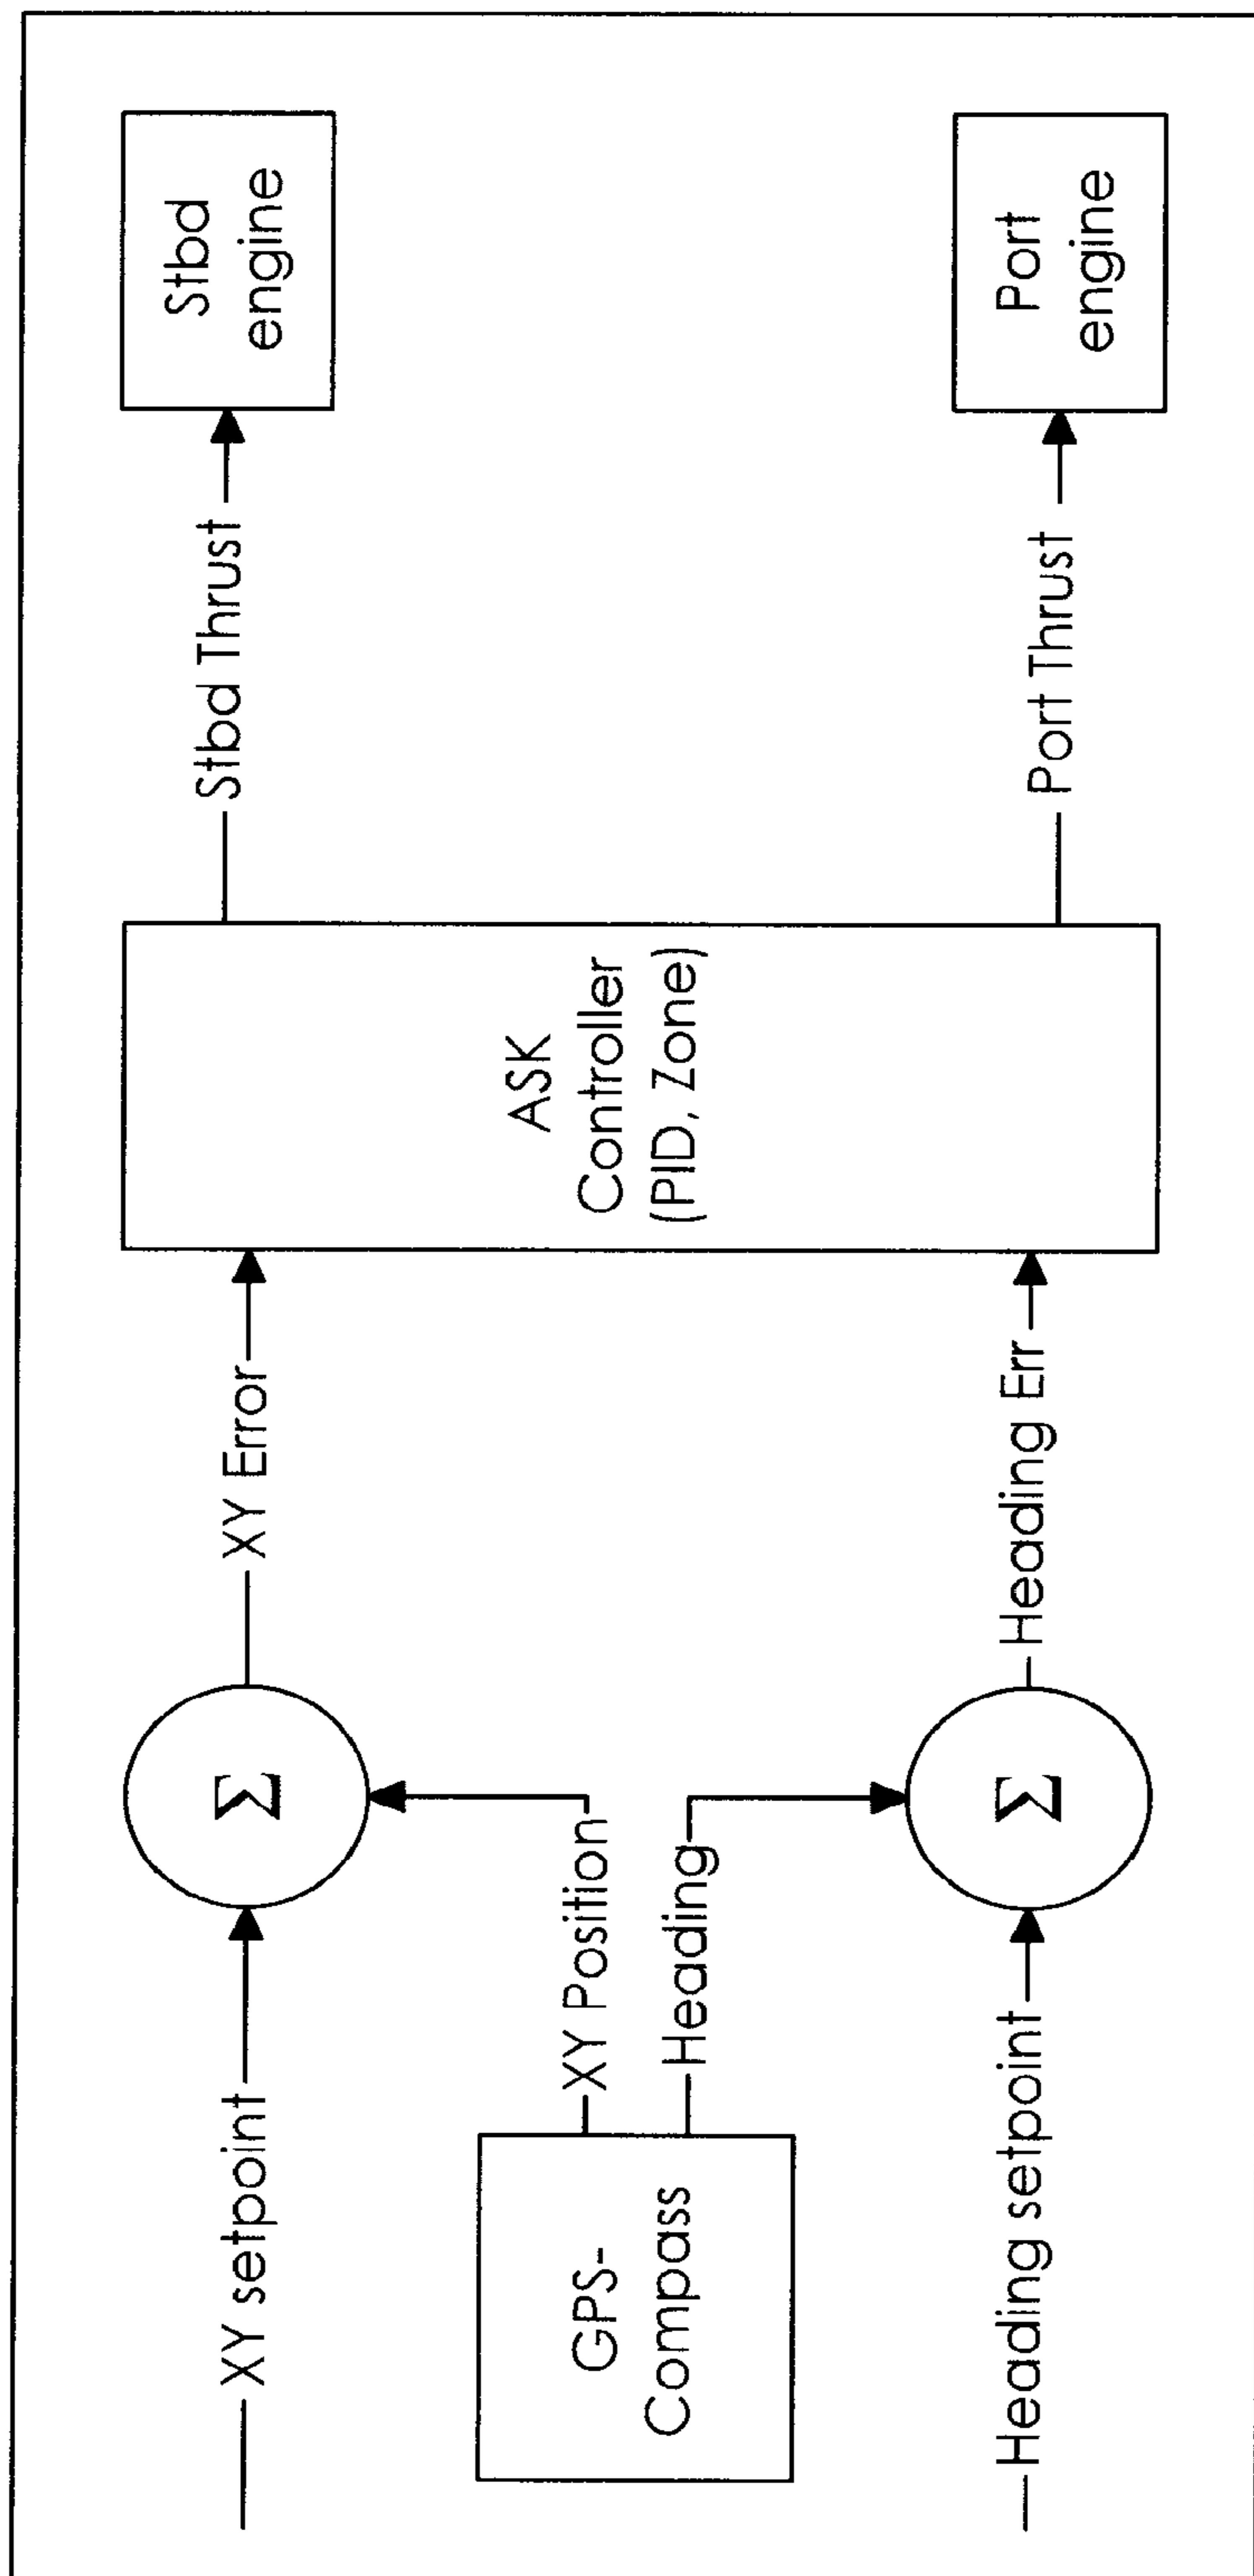 XY setpoint
Σ
XY Error
Stbd Thrust
Stbd
engine
GPS-
Compass
XY Position
Heading
ASK
Controller
(PID, Zone)
Heading setpoint
Σ
Heading Err
Port Thrust
Port
engine